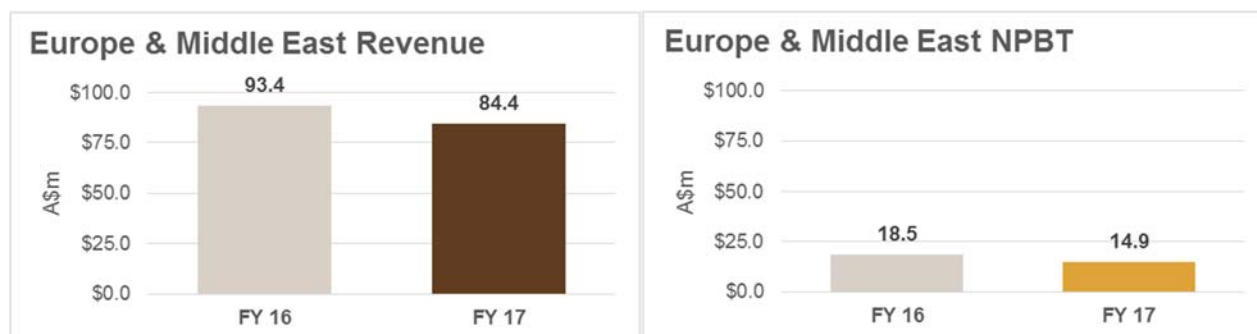 Europe & Middle East Revenue
93.4
84.4
$100.0
$75.0
$50.0
$25.0
$0.0
A$m
FY 16
FY 17
Europe & Middle East NPBT
$100.0
$75.0
$50.0
$25.0
$0.0
A$m
18.5
14.9
FY 16
FY 17